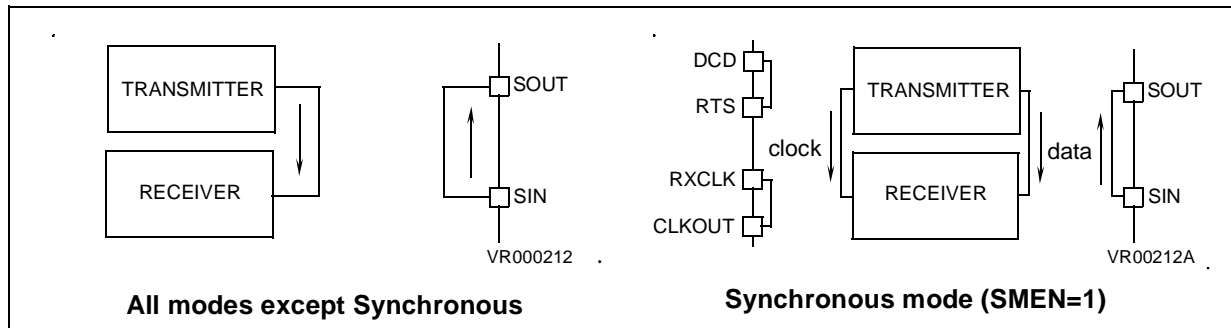 TRANSMITTER
RECEIVER
SOUT
SIN
VR000212
All modes except Synchronous
DCD
RTS
RXCLK
CLKOUT
clock
TRANSMITTER
RECEIVER
data
SOUT
SIN
VR00212A
Synchronous mode (SMEN=1)